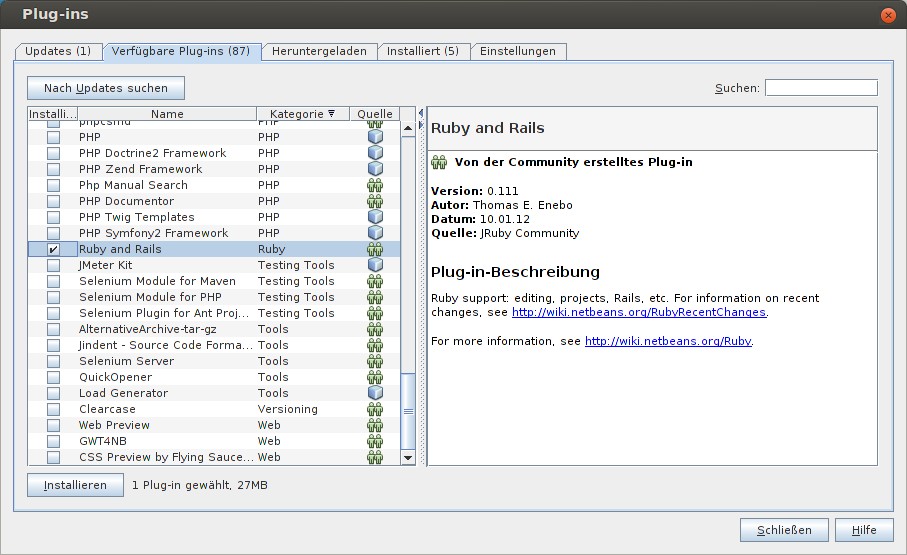 Plug-ins
Updates (1) Verfügbare Plug-ins (87) Heruntergeladen Installiert (5) Einstellungen
Nach Updates suchen Suchen:
Installi... Name Kategorie Quelle
phpcsmd PHP
PHP PHP
PHP Doctrine2 Framework PHP
PHP Zend Framework PHP
Php Manual Search PHP
PHP Documentor PHP
PHP Twig Templates PHP
PHP Symfony2 Framework PHP
Ruby and Rails Ruby
JMeter Kit Testing Tools
Selenium Module for Maven Testing Tools
Selenium Module for PHP Testing Tools
Selenium Plugin for Ant Proj... Testing Tools
AlternativeArchive-tar-gz Tools
Jindent - Source Code Forma... Tools
Selenium Server Tools
QuickOpener Tools
Load Generator Tools
Clearcase Versioning
Web Preview Web
GWT4NB Web
CSS Preview by Flying Sauce... Web
Ruby and Rails
Von der Community erstelltes Plug-in
Version: 0.111
Autor: Thomas E. Enebo
Datum: 10.01.12
Quelle: JRuby Community
Plug-in-Beschreibung
Ruby support: editing, projects, Rails, etc. For information on recent
changes, see http://wiki.netbeans.org/RubyRecentChanges.
For more information, see http://wiki.netbeans.org/Ruby.
Installieren 1 Plug-in gewählt, 27MB
Schließen Hilfe